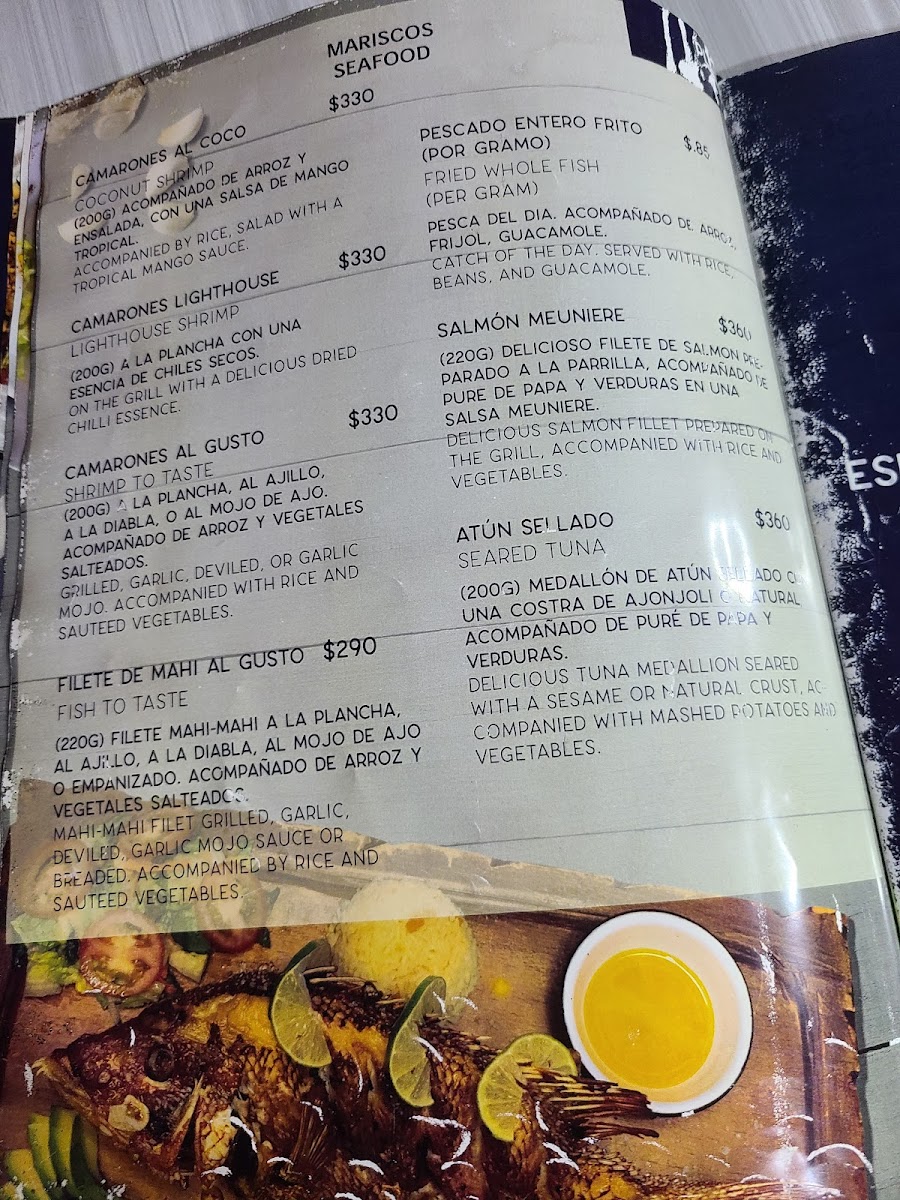 MARISCOS
SEAFOOD
CAMARONES AL COCO $330
COCONUT SHRIMP
(200G) ACOMPAÑADO DE ARROZ Y
ENSALADA, CON UNA SALSA DE MANGO
TROPICAL.
ACCOMPANIED BY RICE, SALAD WITH A
TROPICAL MANGO SAUCE.
CAMARONES LIGHTHOUSE $330
LIGHTHOUSE SHRIMP
(200G) A LA PLANCHA CON UNA
ESENCIA DE CHILES SECOS.
ON THE GRILL WITH A DELICIOUS DRIED
CHILLI ESSENCE.
CAMARONES AL GUSTO $330
SHRIMP TO TASTE
(200G) A LA PLANCHA, AL AJILLO,
A LA DIABLA, O AL MOJO DE AJO.
ACOMPAÑADO DE ARROZ Y VEGETALES
SALTEADOS.
GRILLED, GARLIC, DEVILED, OR GARLIC
MOJO. ACCOMPANIED WITH RICE AND
SAUTEED VEGETABLES.
FILETE DE MAHI AL GUSTO $290
FISH TO TASTE
(220G) FILETE MAHI-MAHI A LA PLANCHA,
AL AJILLO, A LA DIABLA, AL MOJO DE AJO
O EMPANIZADO. ACOMPAÑADO DE ARROZ Y
VEGETALES SALTEADOS.
MAHI-MAHI FILET GRILLED, GARLIC,
DEVILED, GARLIC MOJO SAUCE OR
BREADED. ACCOMPANIED BY RICE AND
SAUTEED VEGETABLES.
PESCADO ENTERO FRITO
(POR GRAMO) $.85
FRIED WHOLE FISH
(PER GRAM)
PESCA DEL DIA. ACOMPAÑADO DE ARROZ,
FRIJOL, GUACAMOLE.
CATCH OF THE DAY. SERVED WITH RICE,
BEANS, AND GUACAMOLE.
SALMÓN MEUNIERE $360
(220G) DELICIOSO FILETE DE SALMON PRE-
PARADO A LA PARRILLA, ACOMPAÑADO DE
PURE DE PAPA Y VERDURAS EN UNA
SALSA MEUNIERE.
DELICIOUS SALMON FILLET PREPARED ON
THE GRILL, ACCOMPANIED WITH RICE AND
VEGETABLES.
ATÚN SELLADO $360
SEARED TUNA
(200G) MEDALLÓN DE ATÚN SELLADO
UNA COSTRA DE AJONJOLI O NATURAL
ACOMPAÑADO DE PURÉ DE PAPA Y
VERDURAS.
DELICIOUS TUNA MEDALLION SEARED
WITH A SESAME OR NATURAL CRUST, AC-
COMPANIED WITH MASHED POTATOES AND
VEGETABLES.